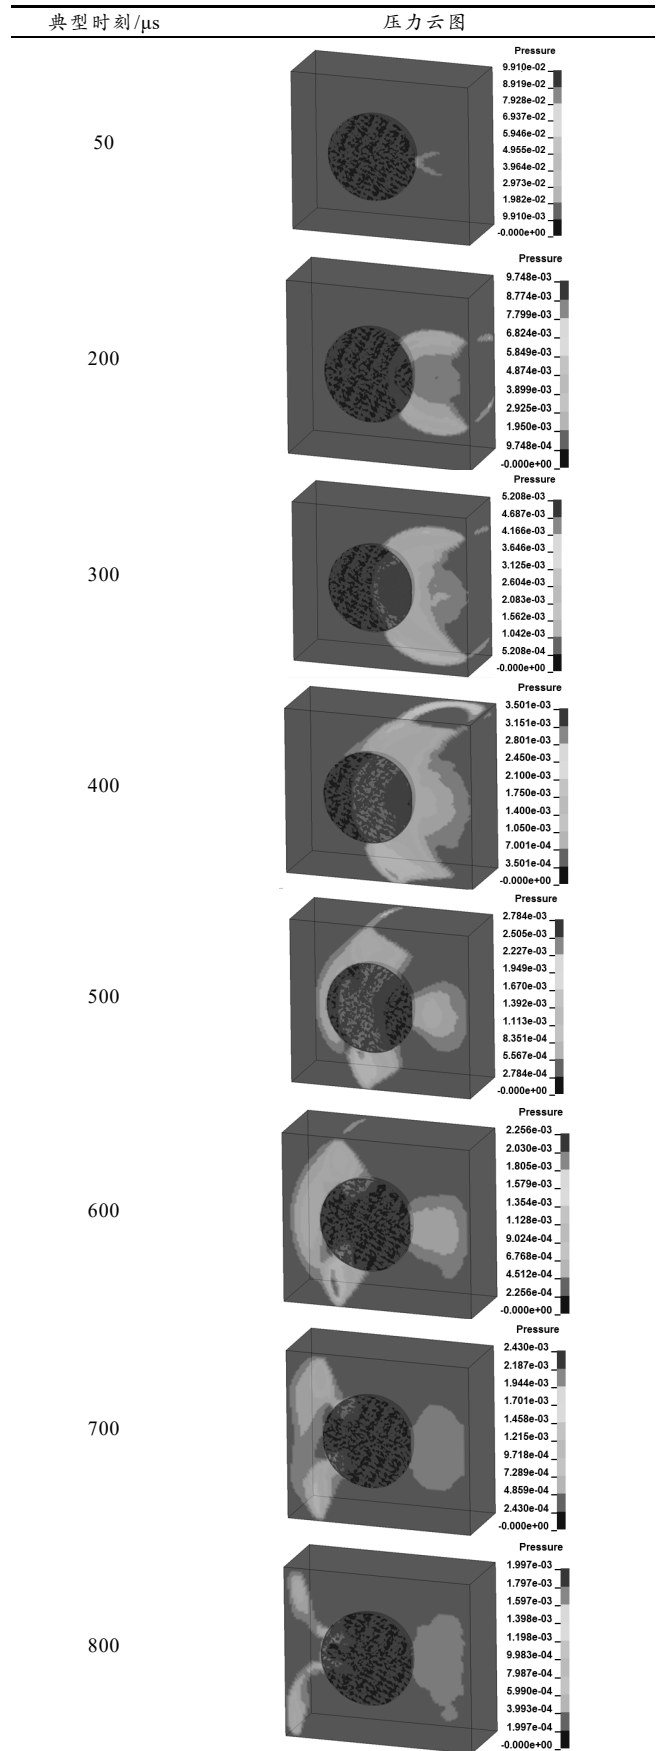 典型时刻/μs 压力云图
50
Pressure
9.910e-02
8.919e-02
7.928e-02
6.937e-02
5.946e-02
4.955e-02
3.964e-02
2.973e-02
1.982e-02
9.910e-03
-0.000e+00
200
Pressure
9.748e-03
8.774e-03
7.799e-03
6.824e-03
5.849e-03
4.874e-03
3.899e-03
2.925e-03
1.950e-03
9.748e-04
-0.000e+00
300
Pressure
5.208e-03
4.687e-03
4.166e-03
3.646e-03
3.125e-03
2.604e-03
2.083e-03
1.562e-03
1.042e-03
5.208e-04
-0.000e+00
400
Pressure
3.501e-03
3.151e-03
2.801e-03
2.450e-03
2.100e-03
1.750e-03
1.400e-03
1.050e-03
7.001e-04
3.501e-04
-0.000e+00
500
Pressure
2.784e-03
2.505e-03
2.227e-03
1.949e-03
1.670e-03
1.392e-03
1.113e-03
8.351e-04
5.567e-04
2.784e-04
-0.000e+00
600
Pressure
2.256e-03
2.030e-03
1.805e-03
1.579e-03
1.354e-03
1.128e-03
9.024e-04
6.768e-04
4.512e-04
2.256e-04
-0.000e+00
700
Pressure
2.430e-03
2.187e-03
1.944e-03
1.701e-03
1.458e-03
1.215e-03
9.718e-04
7.289e-04
4.859e-04
2.430e-04
-0.000e+00
800
Pressure
1.997e-03
1.797e-03
1.597e-03
1.398e-03
1.198e-03
9.983e-04
7.987e-04
5.990e-04
3.993e-04
1.997e-04
-0.000e+00